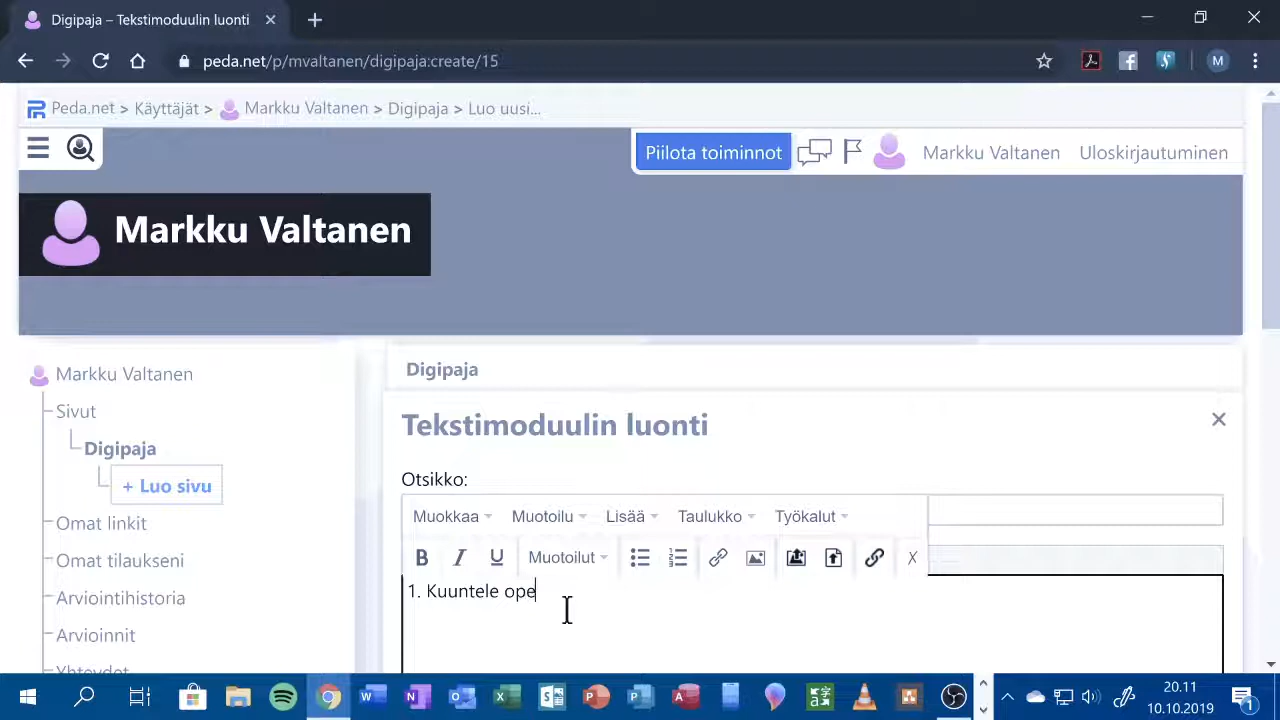 Digipaja – Tekstimoduulin luonti
peda.net/p/mvaltanen/digipaja:create/15
M
Peda.net > Käyttäjät > Markku Valtanen > Digipaja > Luo uusi...
Piilota toiminnot
Markku Valtanen
Uloskirjautuminen
Markku Valtanen
Markku Valtanen
Sivut
Digipaja
+ Luo sivu
Omat linkit
Omat tilaukseni
Arviointihistoria
Arvioinnit
Yhteydet
Digipaja
Tekstimoduulin luonti
Otsikko:
Muokkaa Muotoilu Lisää Taulukko Työkalut
B I U Muotoilut
1. Kuuntele ope
20.11
10.10.2019
1